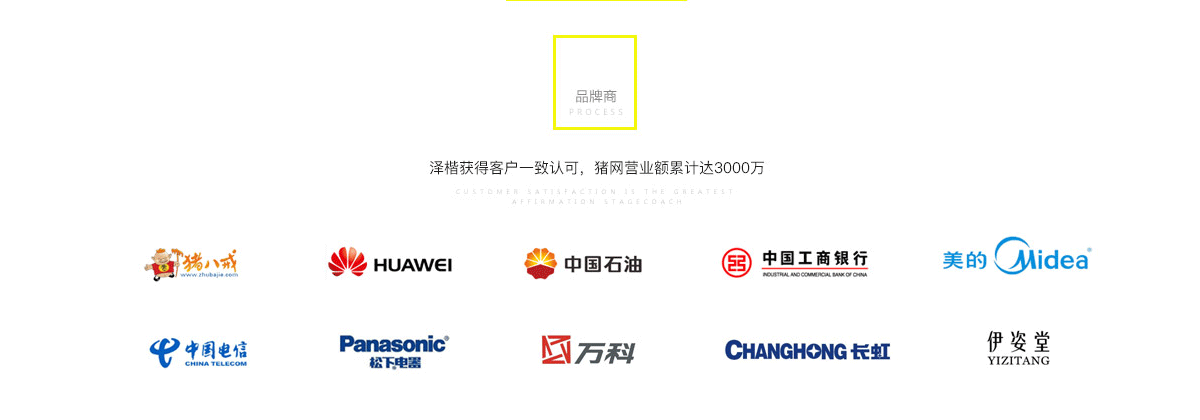 品牌商
PROCESS
泽楷获得客户一致认可，猪网营业额累计达3000万
CUSTOMER SATISFACTION IS THE GREATEST
AFFIRMATION STAGECOACH
猪八戒
www.zhubajie.com
HUAWEI
中国石油
中国工商银行
INDUSTRIAL AND COMMERCIAL BANK OF CHINA
美的 Midea®
中国电信
CHINA TELECOM
Panasonic®
松下电器
万科
CHANGHONG 长虹
伊姿堂
YIZITANG